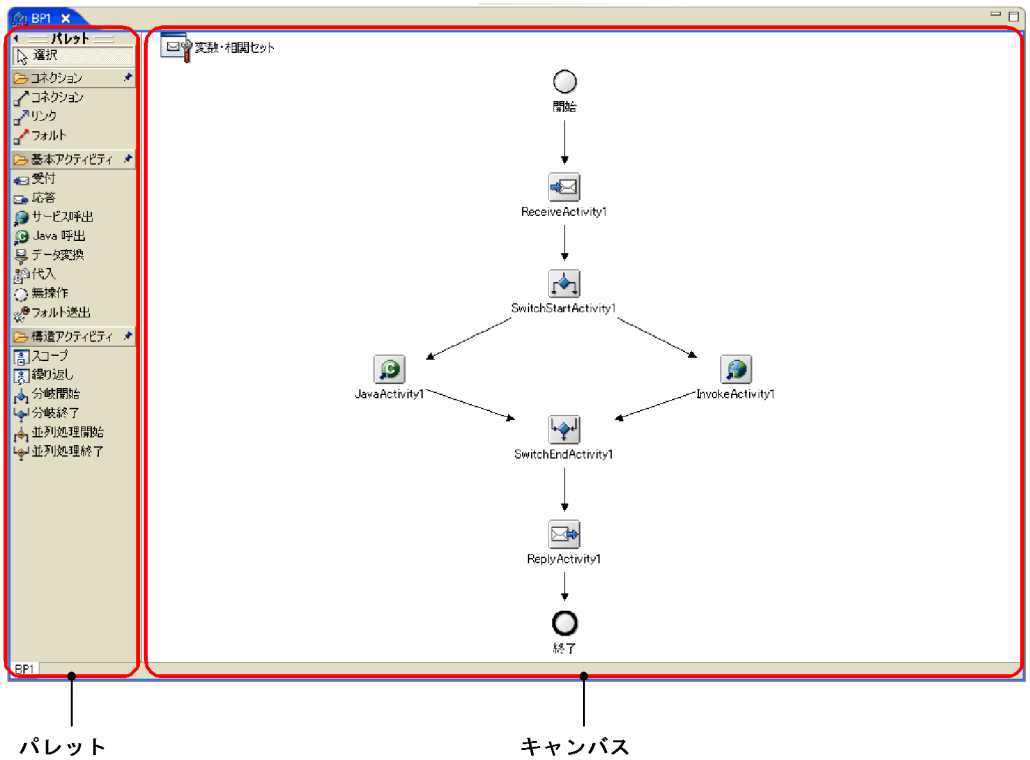 BP1
パレット
選択
コネクション
コネクション
リンク
フォルト
基本アクティビティ
受付
応答
サービス呼出
Java 呼出
データ変換
代入
無操作
フォルト送出
構造アクティビティ
スコープ
繰り返し
分岐開始
分岐終了
並列処理開始
並列処理終了
変数・相関セット
開始
ReceiveActivity1
SwitchStartActivity1
JavaActivity1
InvokeActivity1
SwitchEndActivity1
ReplyActivity1
終了
BP1
パレット
キャンバス